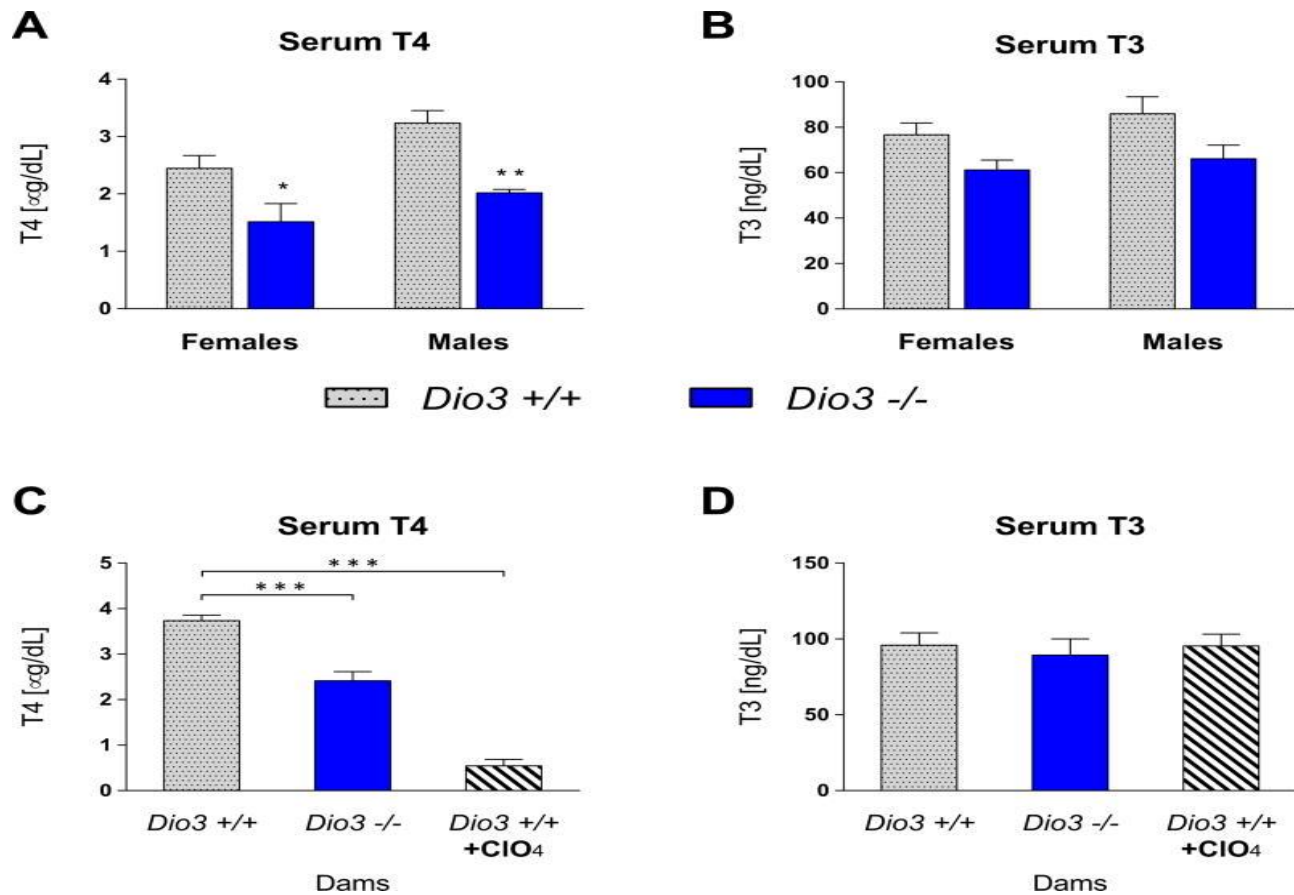 A
Serum T4
T4 [αg/dL]
4
3
2
1
0
*
**
Females
Males
B
Serum T3
T3 [ng/dL]
100
80
60
40
20
0
Females
Males
Dio3 +/+
Dio3 -/-
C
Serum T4
T4 [αg/dL]
5
4
3
2
1
0
***
***
Dio3 +/+
Dio3 -/-
Dio3 +/+
+ClO₄
Dams
D
Serum T3
T3 [ng/dL]
150
100
50
0
Dio3 +/+
Dio3 -/-
Dio3 +/+
+ClO₄
Dams